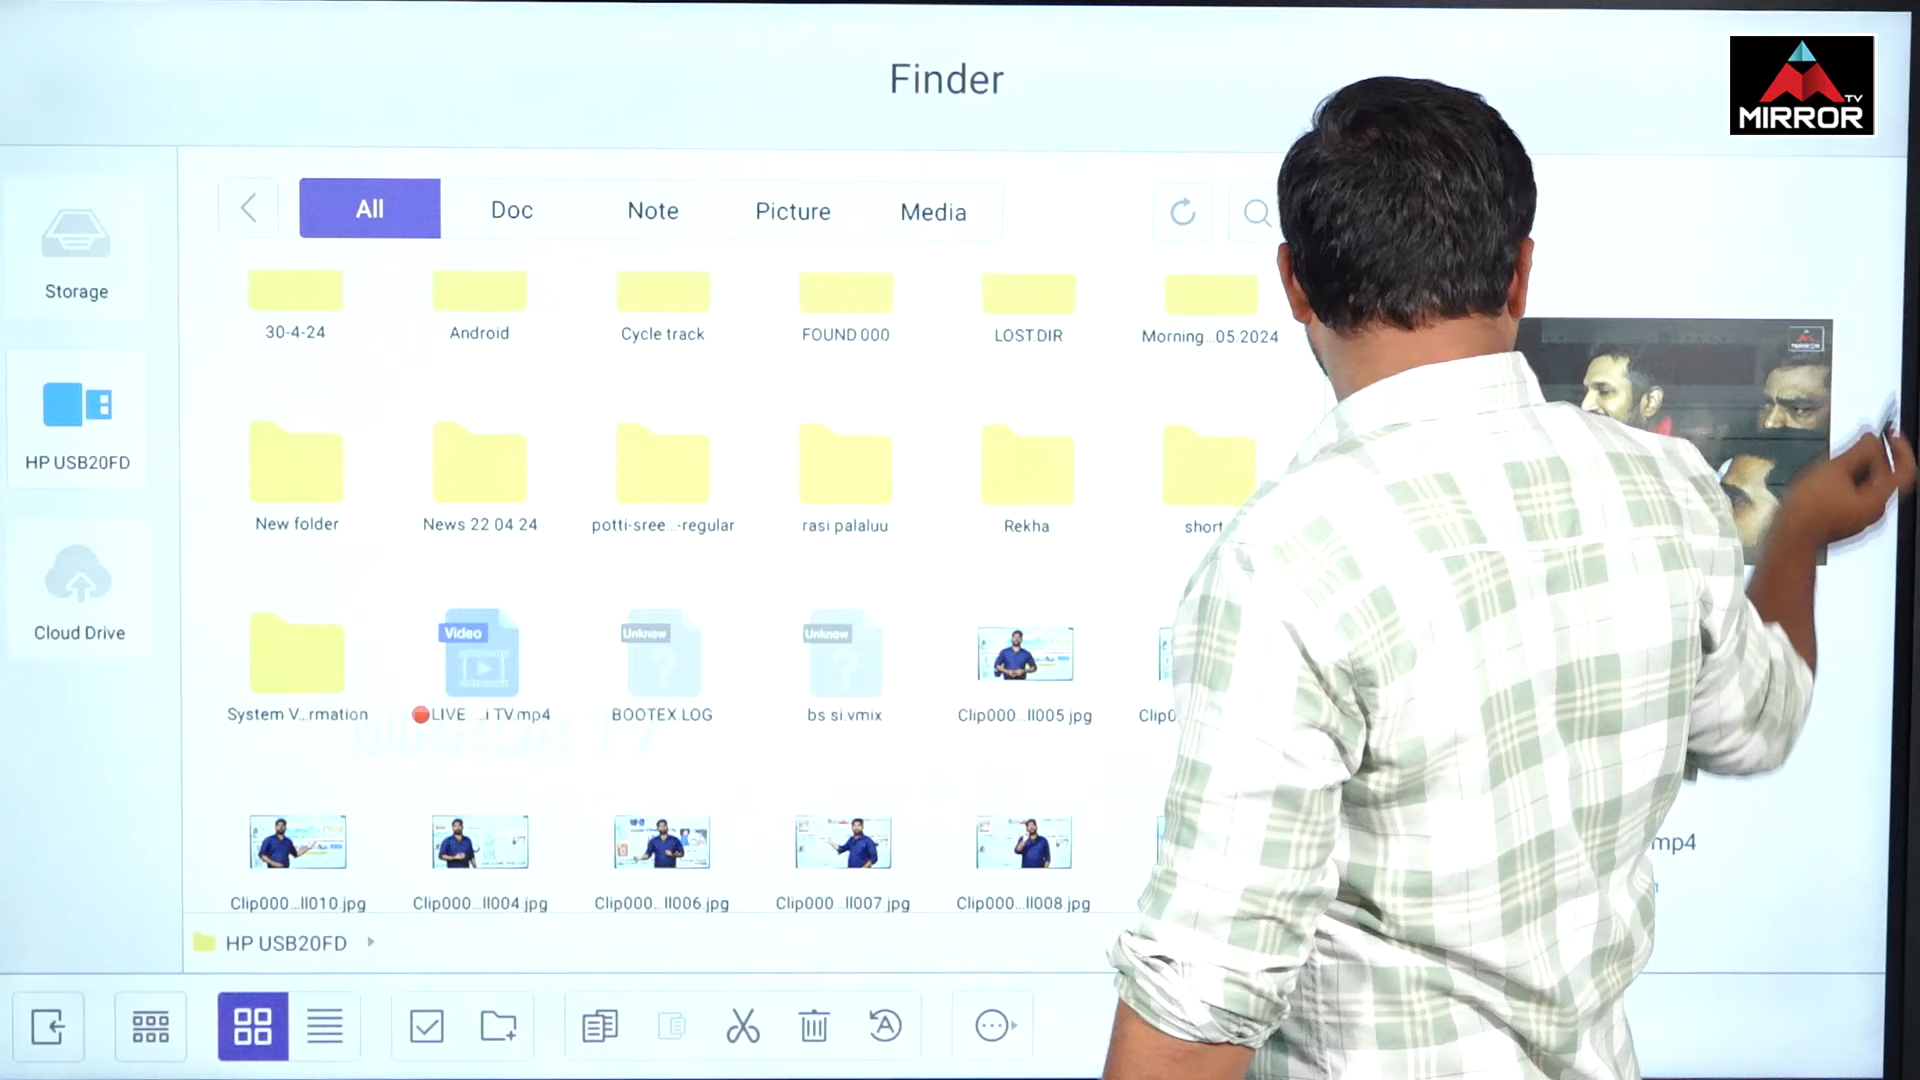 Finder
TV
MIRROR
All
Doc
Note
Picture
Media
Storage
HP USB20FD
Cloud Drive
30-4-24
Android
Cycle track
FOUND 000
LOST.DIR
Morning...05.2024
New folder
News 22 04 24
potti-sree...-regular
rasi palaluu
Rekha
short
Video
Unknow
Unknow
System V...rmation
LIVE ...i TV.mp4
BOOTEX LOG
bs si vmix
Clip000...ll005 jpg
Clip0
MIRROR TV
Clip000...ll010 jpg
Clip000...ll004 jpg
Clip000...ll006 jpg
Clip000...ll007 jpg
Clip000...ll008 jpg
mp4
HP USB20FD